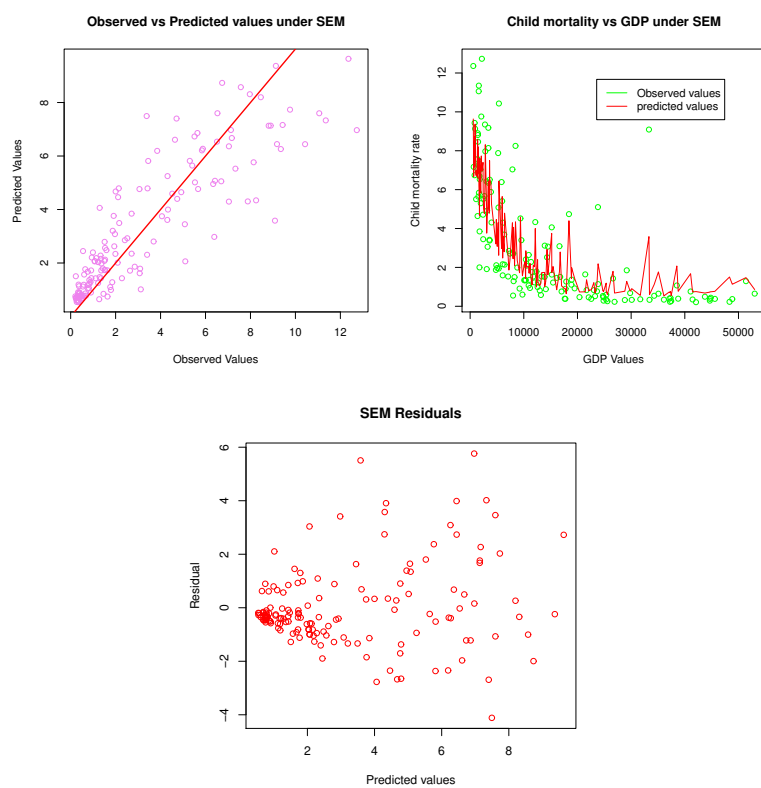 Observed vs Predicted values under SEM
Predicted Values
2 4 6 8
0 2 4 6 8 10 12
Observed Values
Child mortality vs GDP under SEM
Child mortality rate
0 2 4 6 8 10 12
Observed values
predicted values
0 10000 20000 30000 40000 50000
GDP Values
SEM Residuals
Residual
-4 -2 0 2 4 6
2 4 6 8
Predicted values